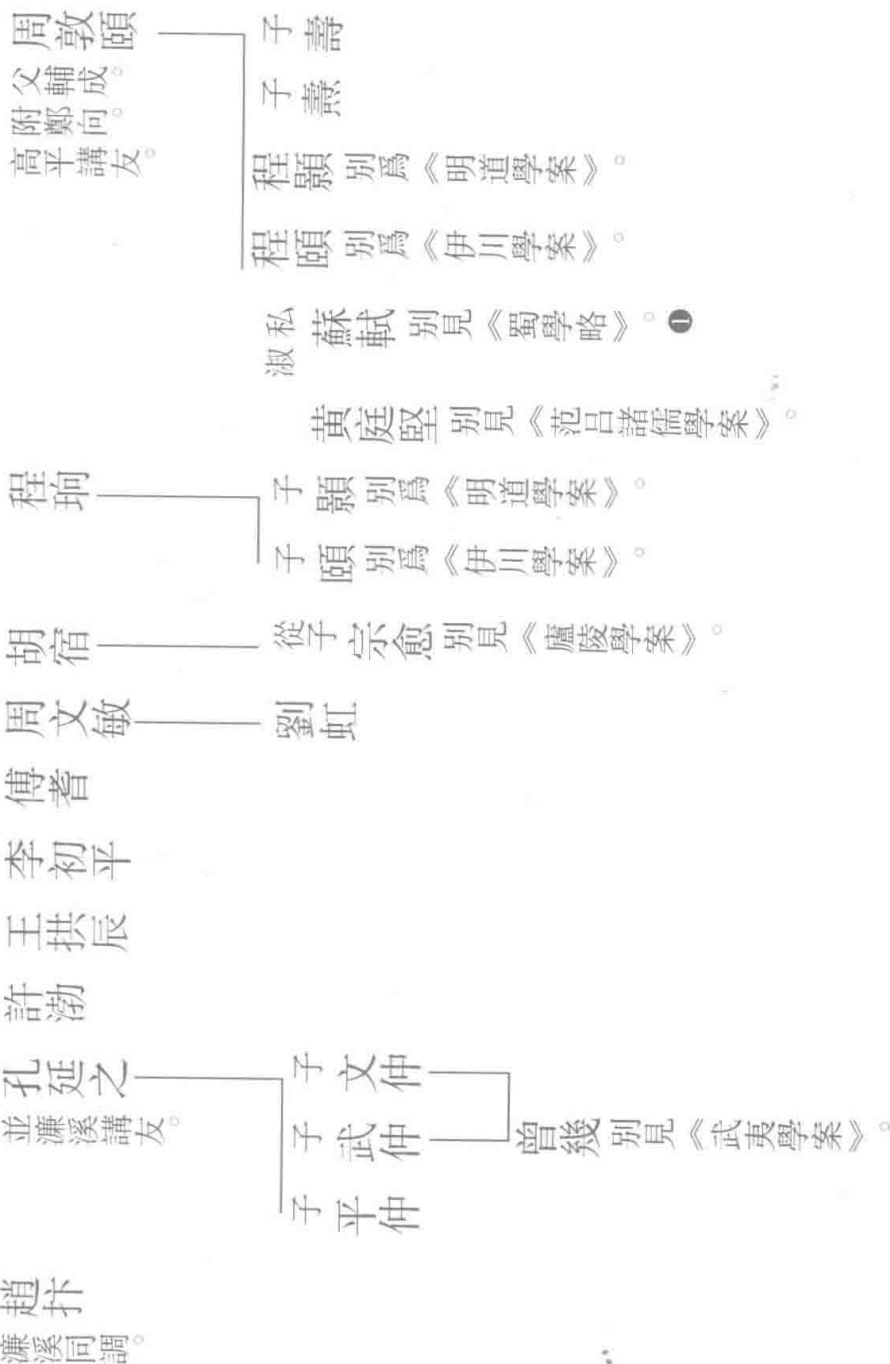 周敦頤 子壽
父輔成。
附鄭向。
高平講友。
子燾
程顥 別爲《明道學案》。
程頤 別爲《伊川學案》。
私淑 蘇軾 別見《蜀學略》。❶
黃庭堅 別見《范呂諸儒學案》。
程珦 子顥 別爲《明道學案》。
子頤 別爲《伊川學案》。
胡宿 從子宗愈 別見《廬陵學案》。
周文敏 劉虹
傅耆
李初平
王拱辰
許渤
孔延之 子文仲
並濂溪講友。
子武仲
曾幾 別見《武夷學案》。
子平仲
趙抃
濂溪同調。